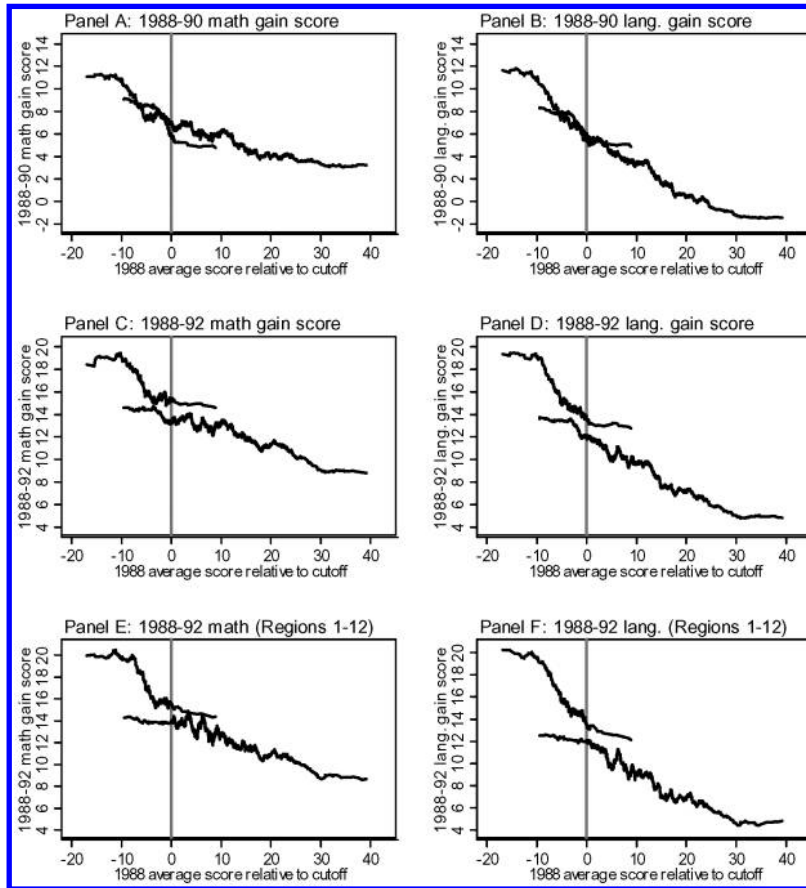 Panel A: 1988-90 math gain score
1988-90 math gain score
-2 0 2 4 6 8 10 12 14
-20 -10 0 10 20 30 40
1988 average score relative to cutoff
Panel B: 1988-90 lang. gain score
1988-90 lang. gain score
-2 0 2 4 6 8 10 12 14
-20 -10 0 10 20 30 40
1988 average score relative to cutoff
Panel C: 1988-92 math gain score
1988-92 math gain score
4 6 8 10 12 14 16 18 20
-20 -10 0 10 20 30 40
1988 average score relative to cutoff
Panel D: 1988-92 lang. gain score
1988-92 lang. gain score
4 6 8 10 12 14 16 18 20
-20 -10 0 10 20 30 40
1988 average score relative to cutoff
Panel E: 1988-92 math (Regions 1-12)
1988-92 math gain score
4 6 8 10 12 14 16 18 20
-20 -10 0 10 20 30 40
1988 average score relative to cutoff
Panel F: 1988-92 lang. (Regions 1-12)
1988-92 lang. gain score
4 6 8 10 12 14 16 18 20
-20 -10 0 10 20 30 40
1988 average score relative to cutoff